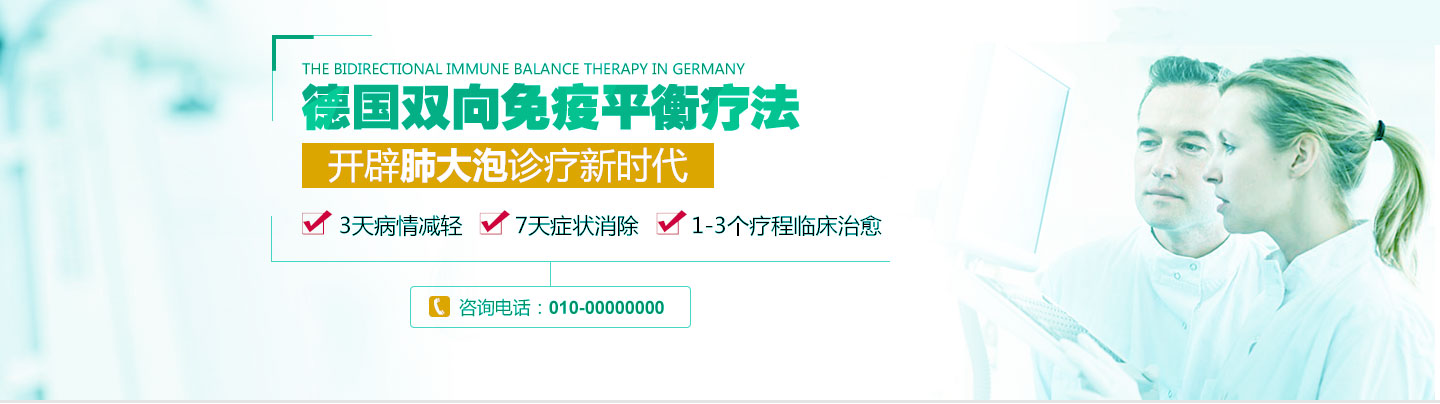 THE BIDIRECTIONAL IMMUNE BALANCE THERAPY IN GERMANY
德国双向免疫平衡疗法
开辟肺大泡诊疗新时代
3天病情减轻 7天症状消除 1-3个疗程临床治愈
咨询电话：010-00000000